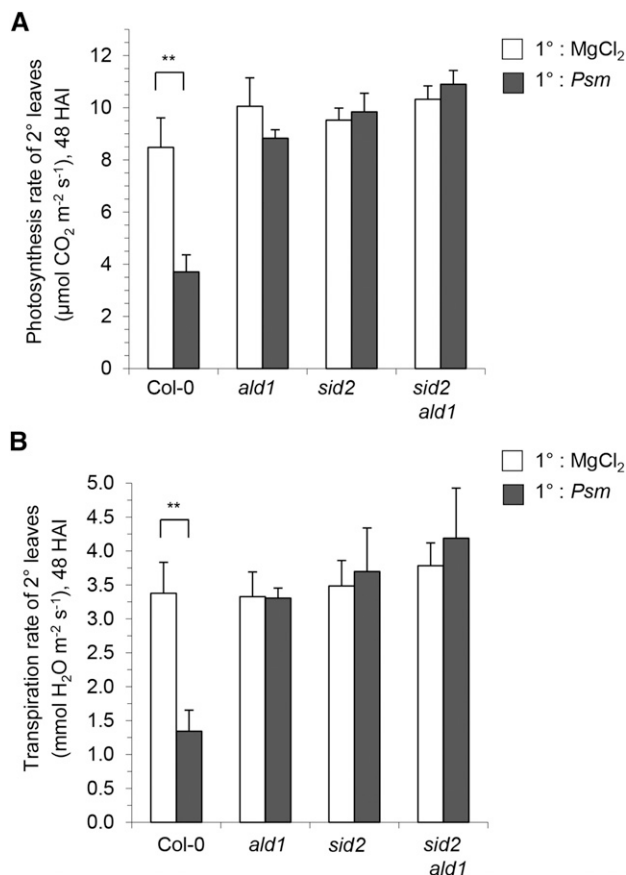 A
1° : MgCl₂
1° : Psm
Photosynthesis rate of 2° leaves
(µmol CO₂ m⁻² s⁻¹), 48 HAI
12
10
8
6
4
2
0
**
Col-0 ald1 sid2 sid2
ald1
B
1° : MgCl₂
1° : Psm
Transpiration rate of 2° leaves
(mmol H₂O m⁻² s⁻¹), 48 HAI
5.0
4.5
4.0
3.5
3.0
2.5
2.0
1.5
1.0
0.5
0.0
**
Col-0 ald1 sid2 sid2
ald1